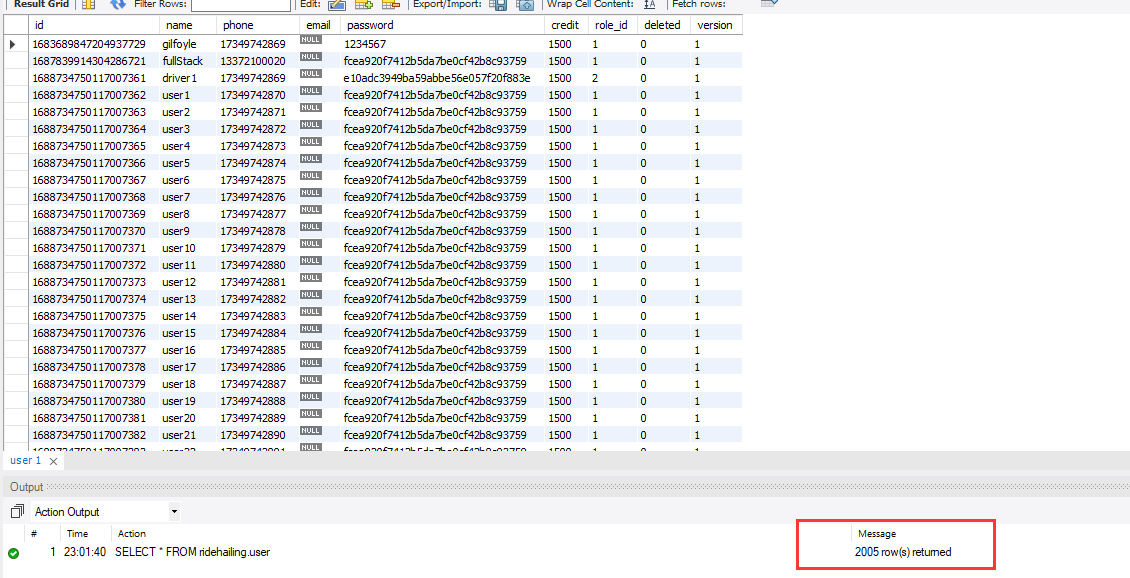 Result Grid Filter Rows: Edit: Export/Import: Wrap Cell Content: IA Fetch rows:
id name phone email password credit role_id deleted version
1683689847204937729 gilfoyle 17349742869 NULL 1234567 1500 1 0 1
1687839914304286721 fullStack 13372100020 NULL fcea920f7412b5da7be0cf42b8c93759 1500 1 0 1
1688734750117007361 driver1 17349742869 NULL e10adc3949ba59abbe56e057f20f883e 1500 2 0 1
1688734750117007362 user1 17349742870 NULL fcea920f7412b5da7be0cf42b8c93759 1500 1 0 1
1688734750117007363 user2 17349742871 NULL fcea920f7412b5da7be0cf42b8c93759 1500 1 0 1
1688734750117007364 user3 17349742872 NULL fcea920f7412b5da7be0cf42b8c93759 1500 1 0 1
1688734750117007365 user4 17349742873 NULL fcea920f7412b5da7be0cf42b8c93759 1500 1 0 1
1688734750117007366 user5 17349742874 NULL fcea920f7412b5da7be0cf42b8c93759 1500 1 0 1
1688734750117007367 user6 17349742875 NULL fcea920f7412b5da7be0cf42b8c93759 1500 1 0 1
1688734750117007368 user7 17349742876 NULL fcea920f7412b5da7be0cf42b8c93759 1500 1 0 1
1688734750117007369 user8 17349742877 NULL fcea920f7412b5da7be0cf42b8c93759 1500 1 0 1
1688734750117007370 user9 17349742878 NULL fcea920f7412b5da7be0cf42b8c93759 1500 1 0 1
1688734750117007371 user10 17349742879 NULL fcea920f7412b5da7be0cf42b8c93759 1500 1 0 1
1688734750117007372 user11 17349742880 NULL fcea920f7412b5da7be0cf42b8c93759 1500 1 0 1
1688734750117007373 user12 17349742881 NULL fcea920f7412b5da7be0cf42b8c93759 1500 1 0 1
1688734750117007374 user13 17349742882 NULL fcea920f7412b5da7be0cf42b8c93759 1500 1 0 1
1688734750117007375 user14 17349742883 NULL fcea920f7412b5da7be0cf42b8c93759 1500 1 0 1
1688734750117007376 user15 17349742884 NULL fcea920f7412b5da7be0cf42b8c93759 1500 1 0 1
1688734750117007377 user16 17349742885 NULL fcea920f7412b5da7be0cf42b8c93759 1500 1 0 1
1688734750117007378 user17 17349742886 NULL fcea920f7412b5da7be0cf42b8c93759 1500 1 0 1
1688734750117007379 user18 17349742887 NULL fcea920f7412b5da7be0cf42b8c93759 1500 1 0 1
1688734750117007380 user19 17349742888 NULL fcea920f7412b5da7be0cf42b8c93759 1500 1 0 1
1688734750117007381 user20 17349742889 NULL fcea920f7412b5da7be0cf42b8c93759 1500 1 0 1
1688734750117007382 user21 17349742890 NULL fcea920f7412b5da7be0cf42b8c93759 1500 1 0 1
user 1
Output
Action Output
# Time Action Message
1 23:01:40 SELECT * FROM ridehailing.user 2005 row(s) returned